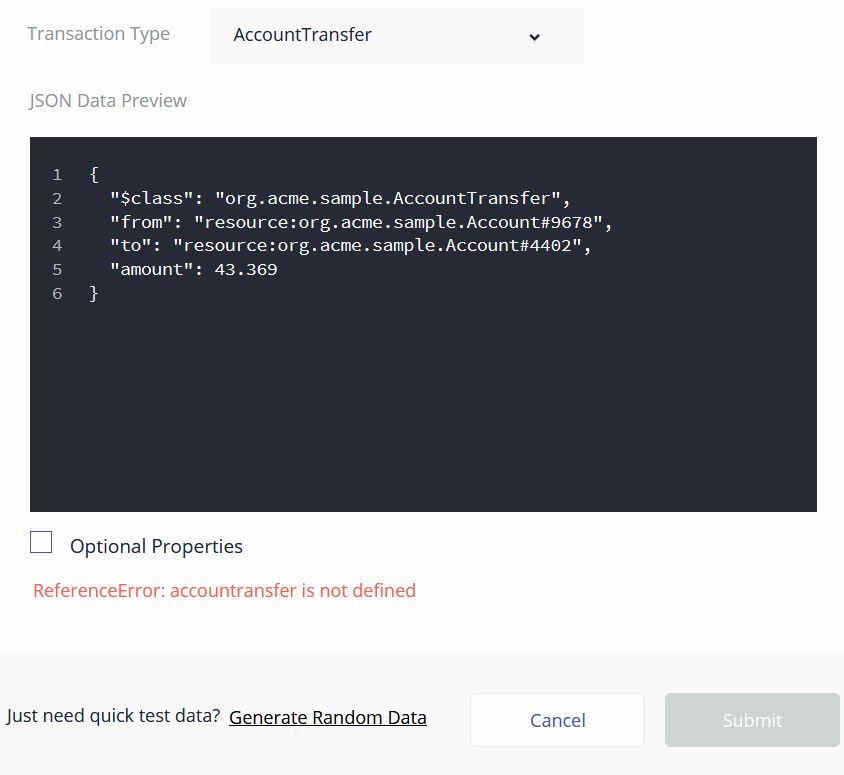 Transaction Type AccountTransfer
JSON Data Preview
1 {
2   "$class": "org.acme.sample.AccountTransfer",
3   "from": "resource:org.acme.sample.Account#9678",
4   "to": "resource:org.acme.sample.Account#4402",
5   "amount": 43.369
6 }
Optional Properties
ReferenceError: accountransfer is not defined
Just need quick test data? Generate Random Data Cancel Submit